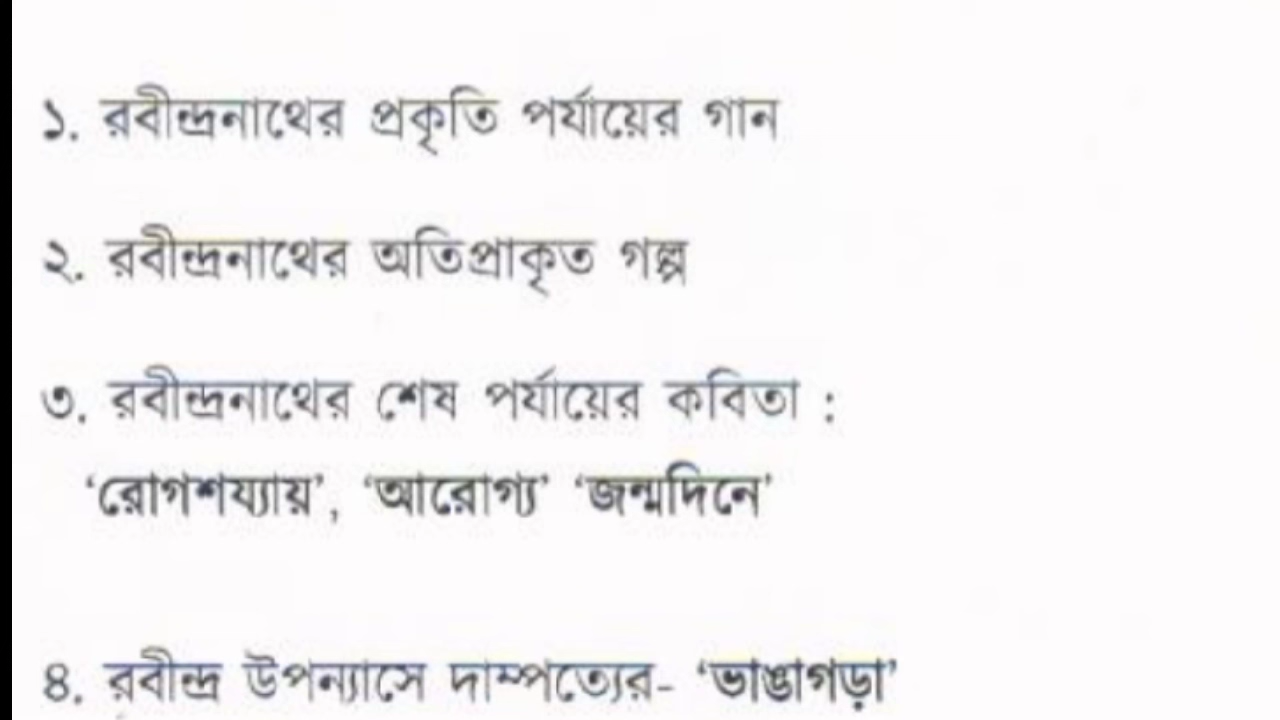 ১. রবীন্দ্রনাথের প্রকৃতি পর্যায়ের গান
২. রবীন্দ্রনাথের অতিপ্রাকৃত গল্প
৩. রবীন্দ্রনাথের শেষ পর্যায়ের কবিতা :
‘রোগশয্যায়’, ‘আরোগ্য’ ‘জন্মদিনে’
৪. রবীন্দ্র উপন্যাসে দাম্পত্যের- ‘ভাঙাগড়া’